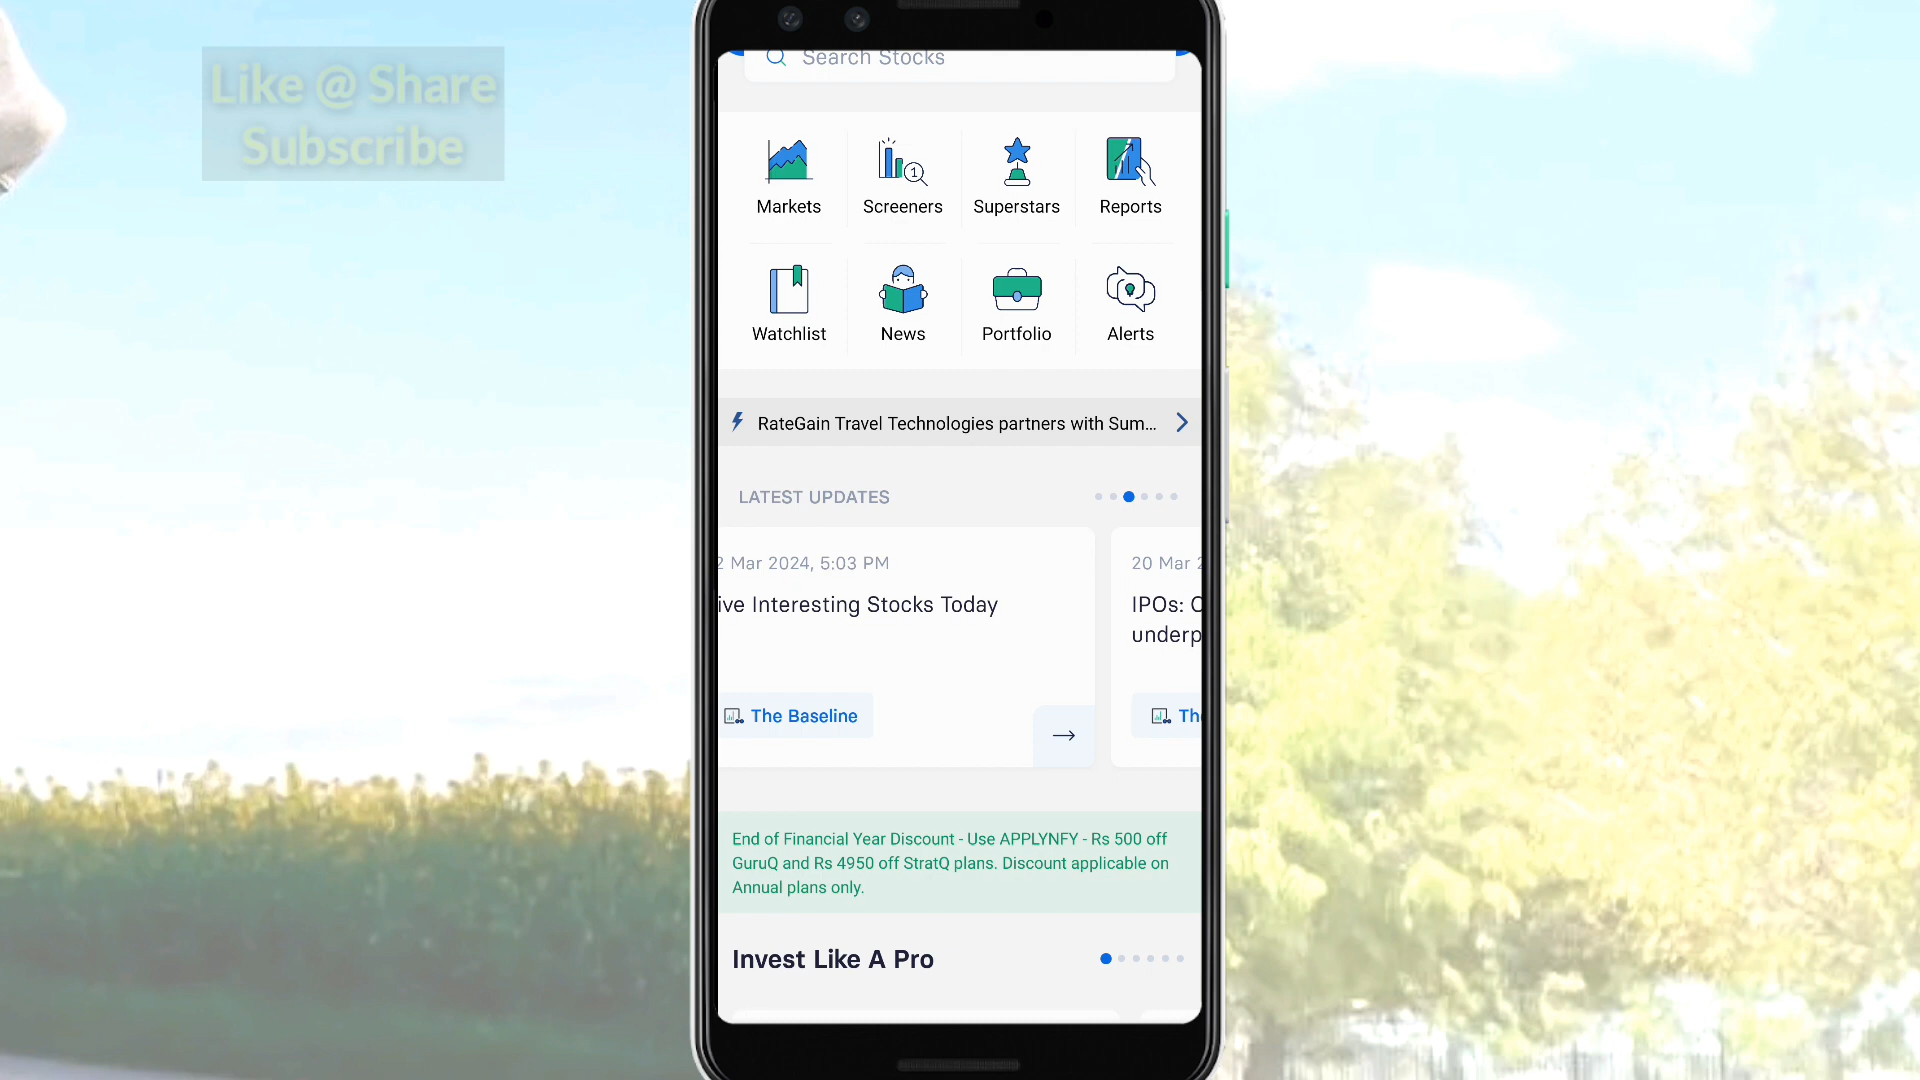 Like @ Share
Subscribe
Search Stocks
Markets
Screeners
Superstars
Reports
Watchlist
News
Portfolio
Alerts
RateGain Travel Technologies partners with Sum...
LATEST UPDATES
2 Mar 2024, 5:03 PM
ive Interesting Stocks Today
The Baseline
20 Mar 2
IPOs: C
underp
Th
End of Financial Year Discount - Use APPLYNFY - Rs 500 off
GuruQ and Rs 4950 off StratQ plans. Discount applicable on
Annual plans only.
Invest Like A Pro